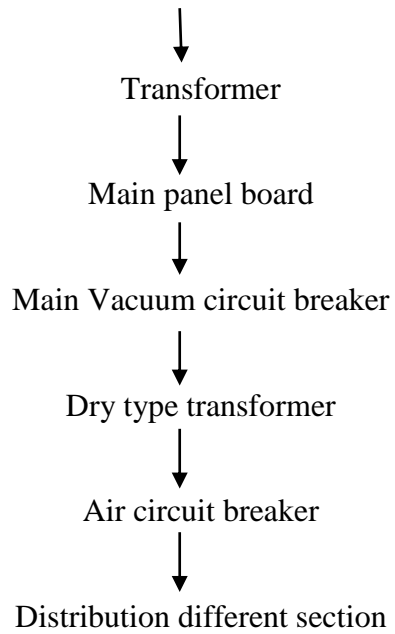 Transformer
Main panel board
Main Vacuum circuit breaker
Dry type transformer
Air circuit breaker
Distribution different section